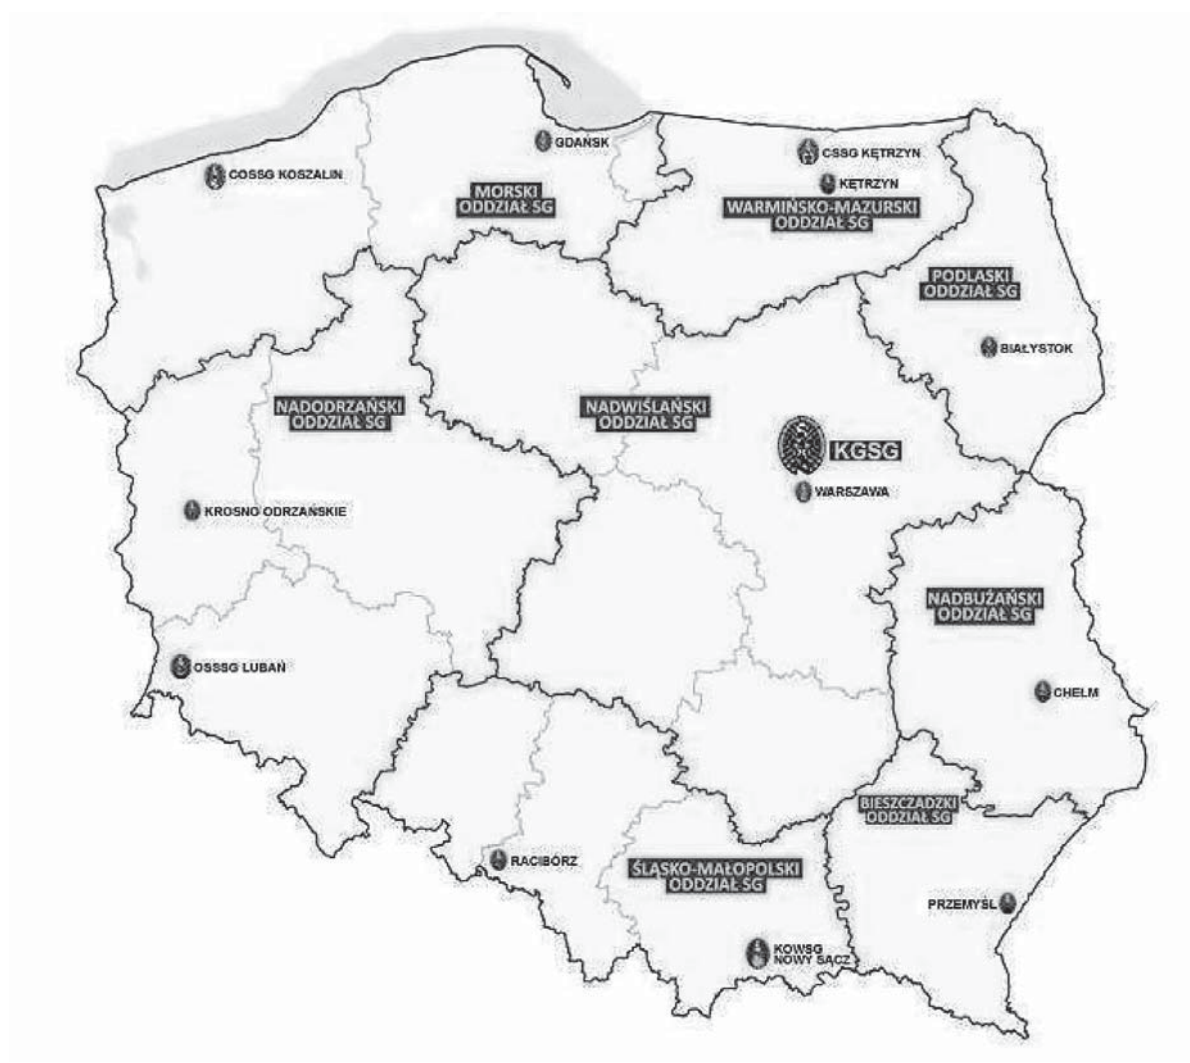 GDAŃSK
CSSG KĘTRZYN
COSSG KOSZALIN
KĘTRZYN
MORSKI
ODDZIAŁ SG
WARMIŃSKO-MAZURSKI
ODDZIAŁ SG
PODLASKI
ODDZIAŁ SG
BIAŁYSTOK
NADODRZAŃSKI
ODDZIAŁ SG
NADWIŚLAŃSKI
ODDZIAŁ SG
KGSG
WARSZAWA
KROSNO ODRZAŃSKIE
NADBUŻAŃSKI
ODDZIAŁ SG
OSSSG LUBAŃ
CHEŁM
BIESZCZADZKI
ODDZIAŁ SG
RACIBÓRZ
ŚLĄSKO-MAŁOPOLSKI
ODDZIAŁ SG
PRZEMYŚL
KOWSG
NOWY SĄCZ